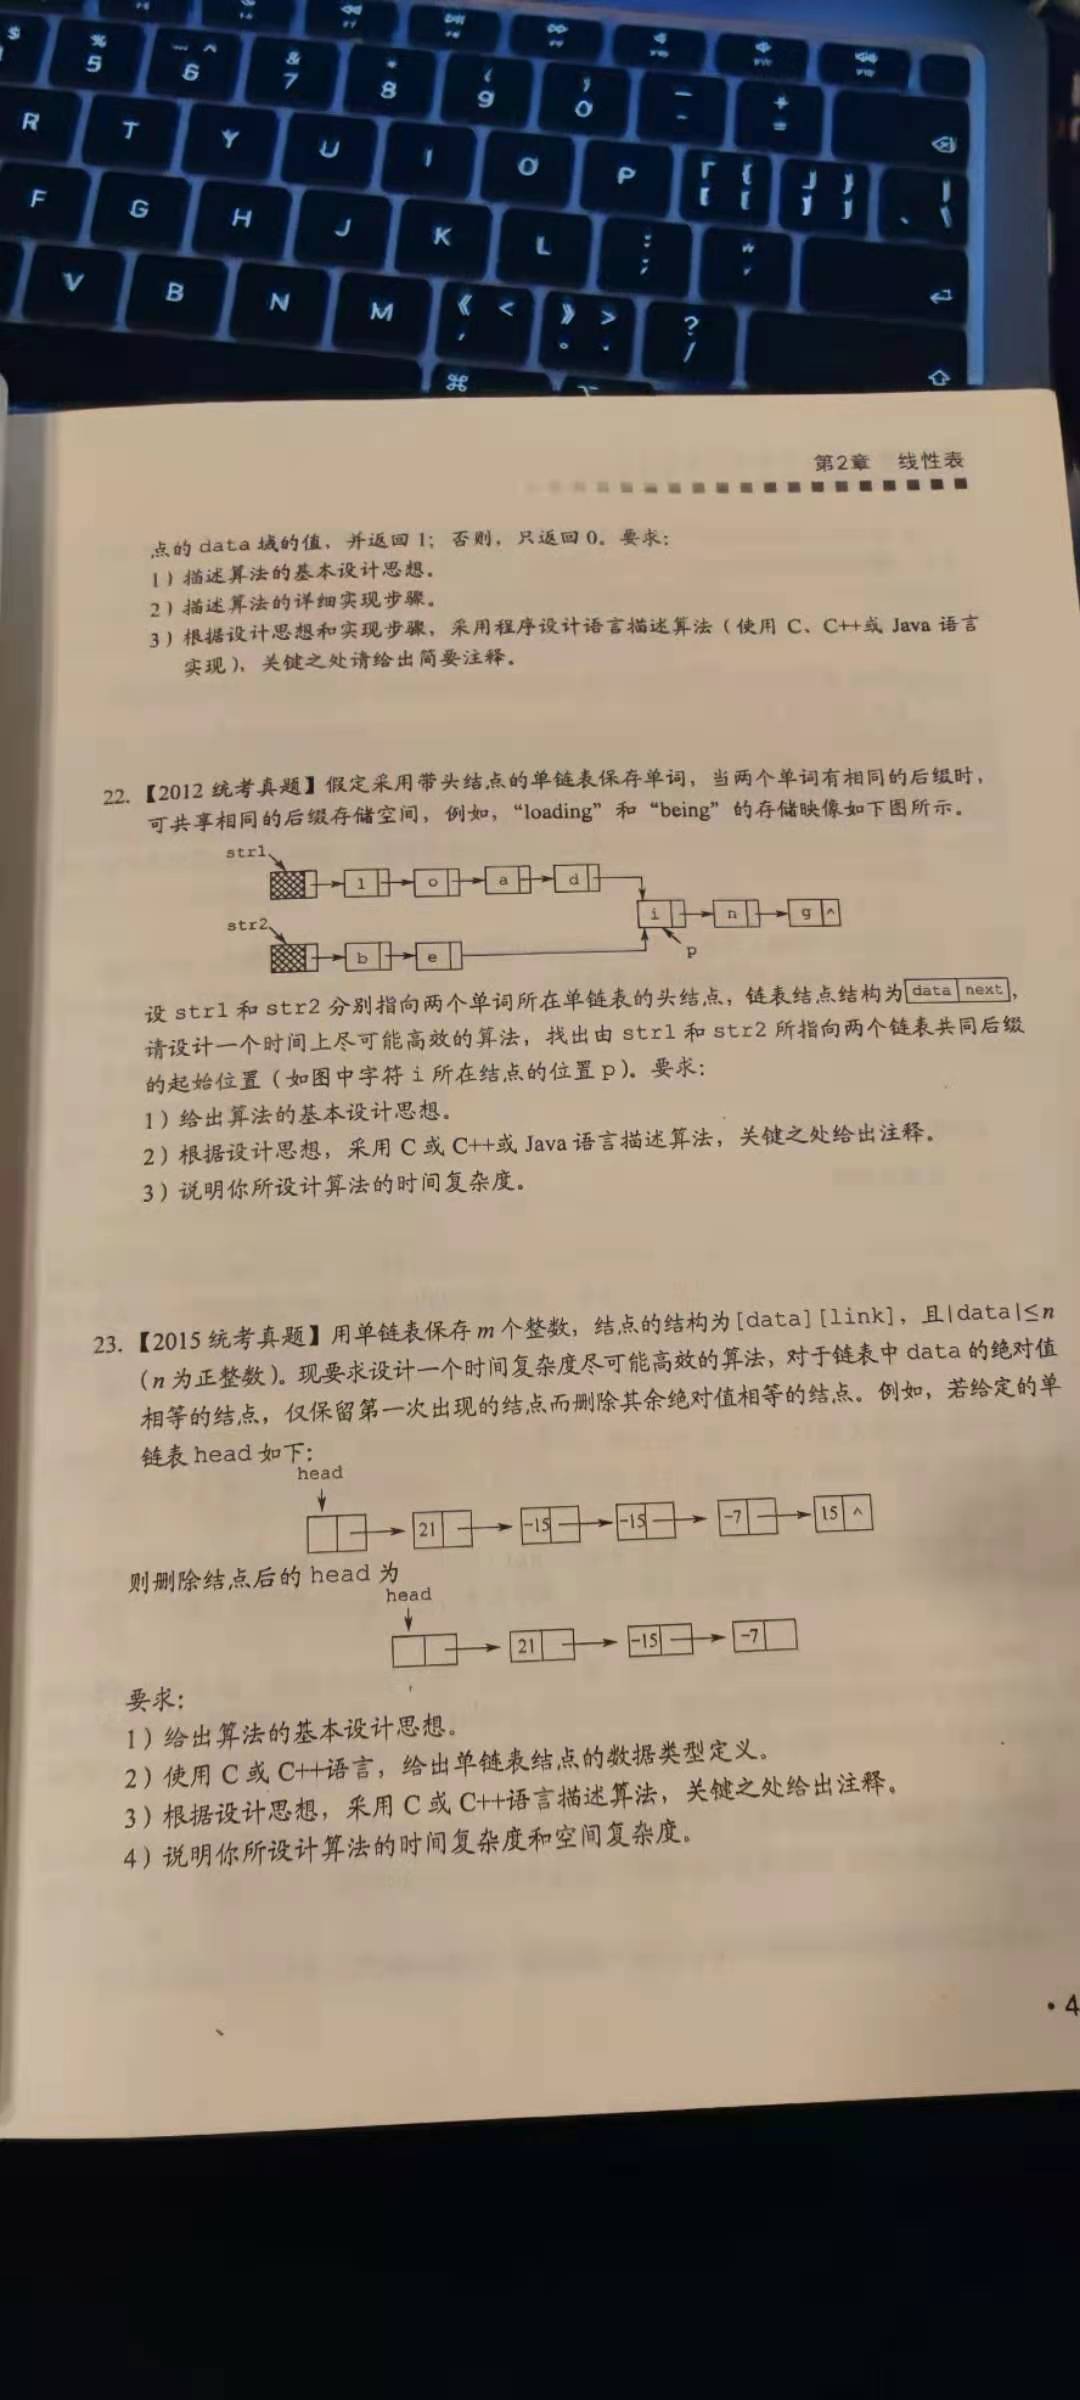 $ % 5 ^ 6 & 7 * 8 ( 9 ) 0 — - + =
R T Y U I O P 「 { [ [ 」 } ] ] 、 | \
F G H J K L : ; " '
V B N M 《 < , 》 > 。 . ? /
⌘
第2章 线性表
点的 data 域的值,并返回 1;否则,只返回 0。要求:
1)描述算法的基本设计思想。
2)描述算法的详细实现步骤。
3)根据设计思想和实现步骤,采用程序设计语言描述算法(使用 C、C++或 Java 语言
实现),关键之处请给出简要注释。
22.【2012 统考真题】假定采用带头结点的单链表保存单词,当两个单词有相同的后缀时,
可共享相同的后缀存储空间,例如,“loading”和“being”的存储映像如下图所示。
str1
l o a d
i n g ^
str2
b e
p
设 str1 和 str2 分别指向两个单词所在单链表的头结点,链表结点结构为 data next ,
请设计一个时间上尽可能高效的算法,找出由 str1 和 str2 所指向两个链表共同后缀
的起始位置(如图中字符 i 所在结点的位置 p)。要求:
1)给出算法的基本设计思想。
2)根据设计思想,采用 C 或 C++或 Java 语言描述算法,关键之处给出注释。
3)说明你所设计算法的时间复杂度。
23.【2015 统考真题】用单链表保存 m 个整数,结点的结构为[data][link],且|data|≤n
(n 为正整数)。现要求设计一个时间复杂度尽可能高效的算法,对于链表中 data 的绝对值
相等的结点,仅保留第一次出现的结点而删除其余绝对值相等的结点。例如,若给定的单
链表 head 如下:
head
21 -15 -15 -7 15 ^
则删除结点后的 head 为
head
21 -15 -7
要求:
1)给出算法的基本设计思想。
2)使用 C 或 C++语言,给出单链表结点的数据类型定义。
3)根据设计思想,采用 C 或 C++语言描述算法,关键之处给出注释。
4)说明你所设计算法的时间复杂度和空间复杂度。
• 4